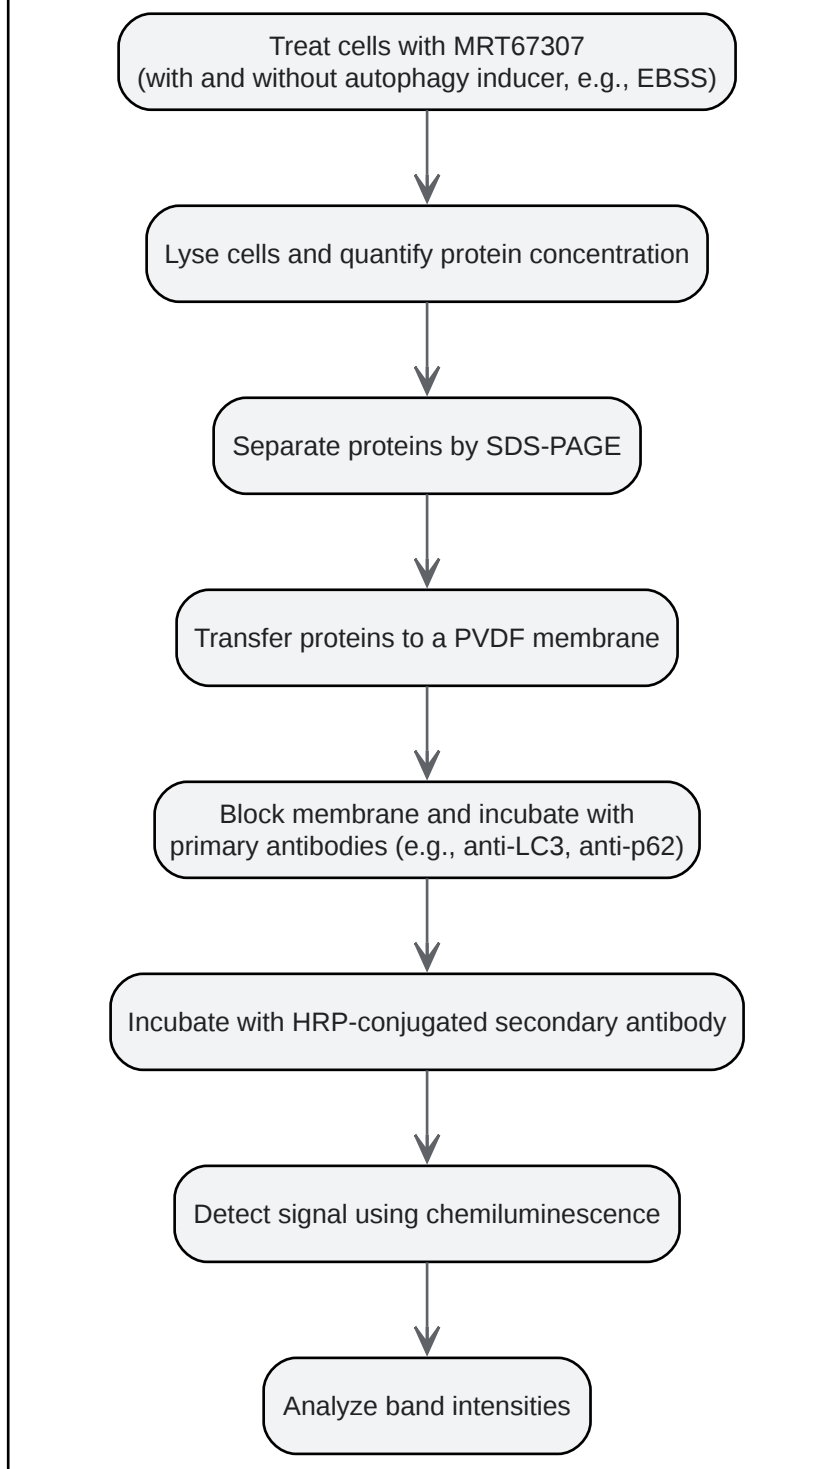 Treat cells with MRT67307
(with and without autophagy inducer, e.g., EBSS)
Lyse cells and quantify protein concentration
Separate proteins by SDS-PAGE
Transfer proteins to a PVDF membrane
Block membrane and incubate with
primary antibodies (e.g., anti-LC3, anti-p62)
Incubate with HRP-conjugated secondary antibody
Detect signal using chemiluminescence
Analyze band intensities